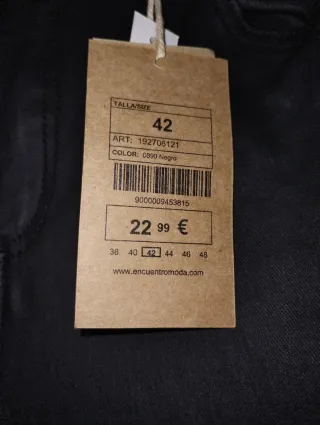 TALLA/SIZE
42
ART: 192706121
COLOR: 0890 Negro
9000009453815
22 99 €
38 40 42 44 46 48
www.encuentromoda.com